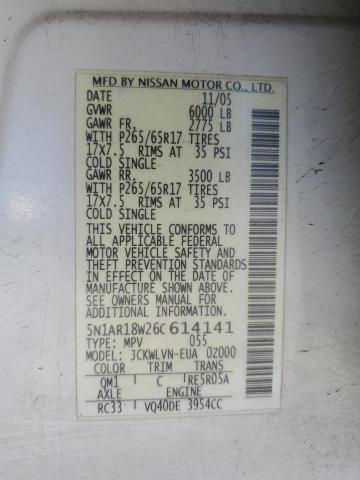 MFD BY NISSAN MOTOR CO., LTD.
DATE 11/05
GVWR 6000 LB
GAWR FR. 2775 LB
WITH P265/65R17 TIRES
17X7.5 RIMS AT 35 PSI
COLD SINGLE
GAWR RR. 3500 LB
WITH P265/65R17 TIRES
17X7.5 RIMS AT 35 PSI
COLD SINGLE
THIS VEHICLE CONFORMS TO
ALL APPLICABLE FEDERAL
MOTOR VEHICLE SAFETY AND
THEFT PREVENTION STANDARDS
IN EFFECT ON THE DATE OF
MANUFACTURE SHOWN ABOVE.
SEE OWNERS MANUAL FOR
ADDITIONAL INFORMATION.
5N1AR18W26C614141
TYPE: MPV 055
MODEL: JCKWLVN-EUA 0Z000
COLOR TRIM TRANS
QM1 C RE5R05A
AXLE ENGINE
RC33 VQ40DE 3954CC